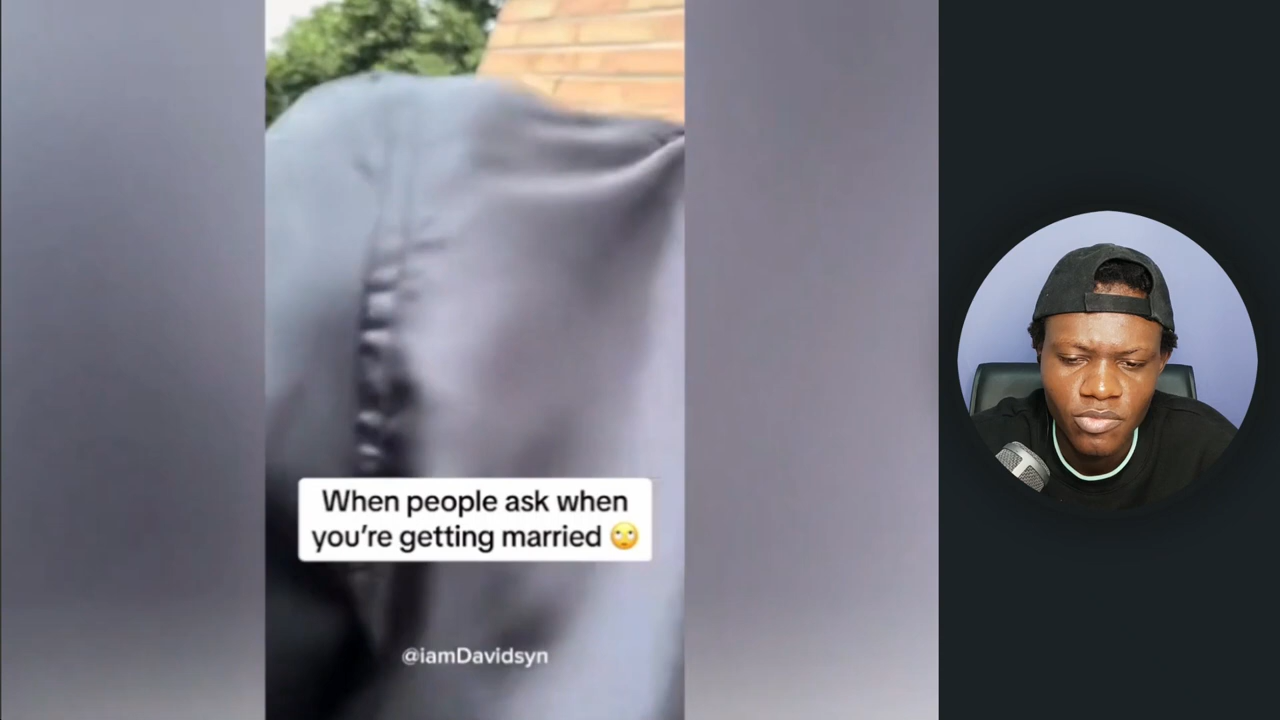 When people ask when
you’re getting married 🙄
@iamDavidsyn